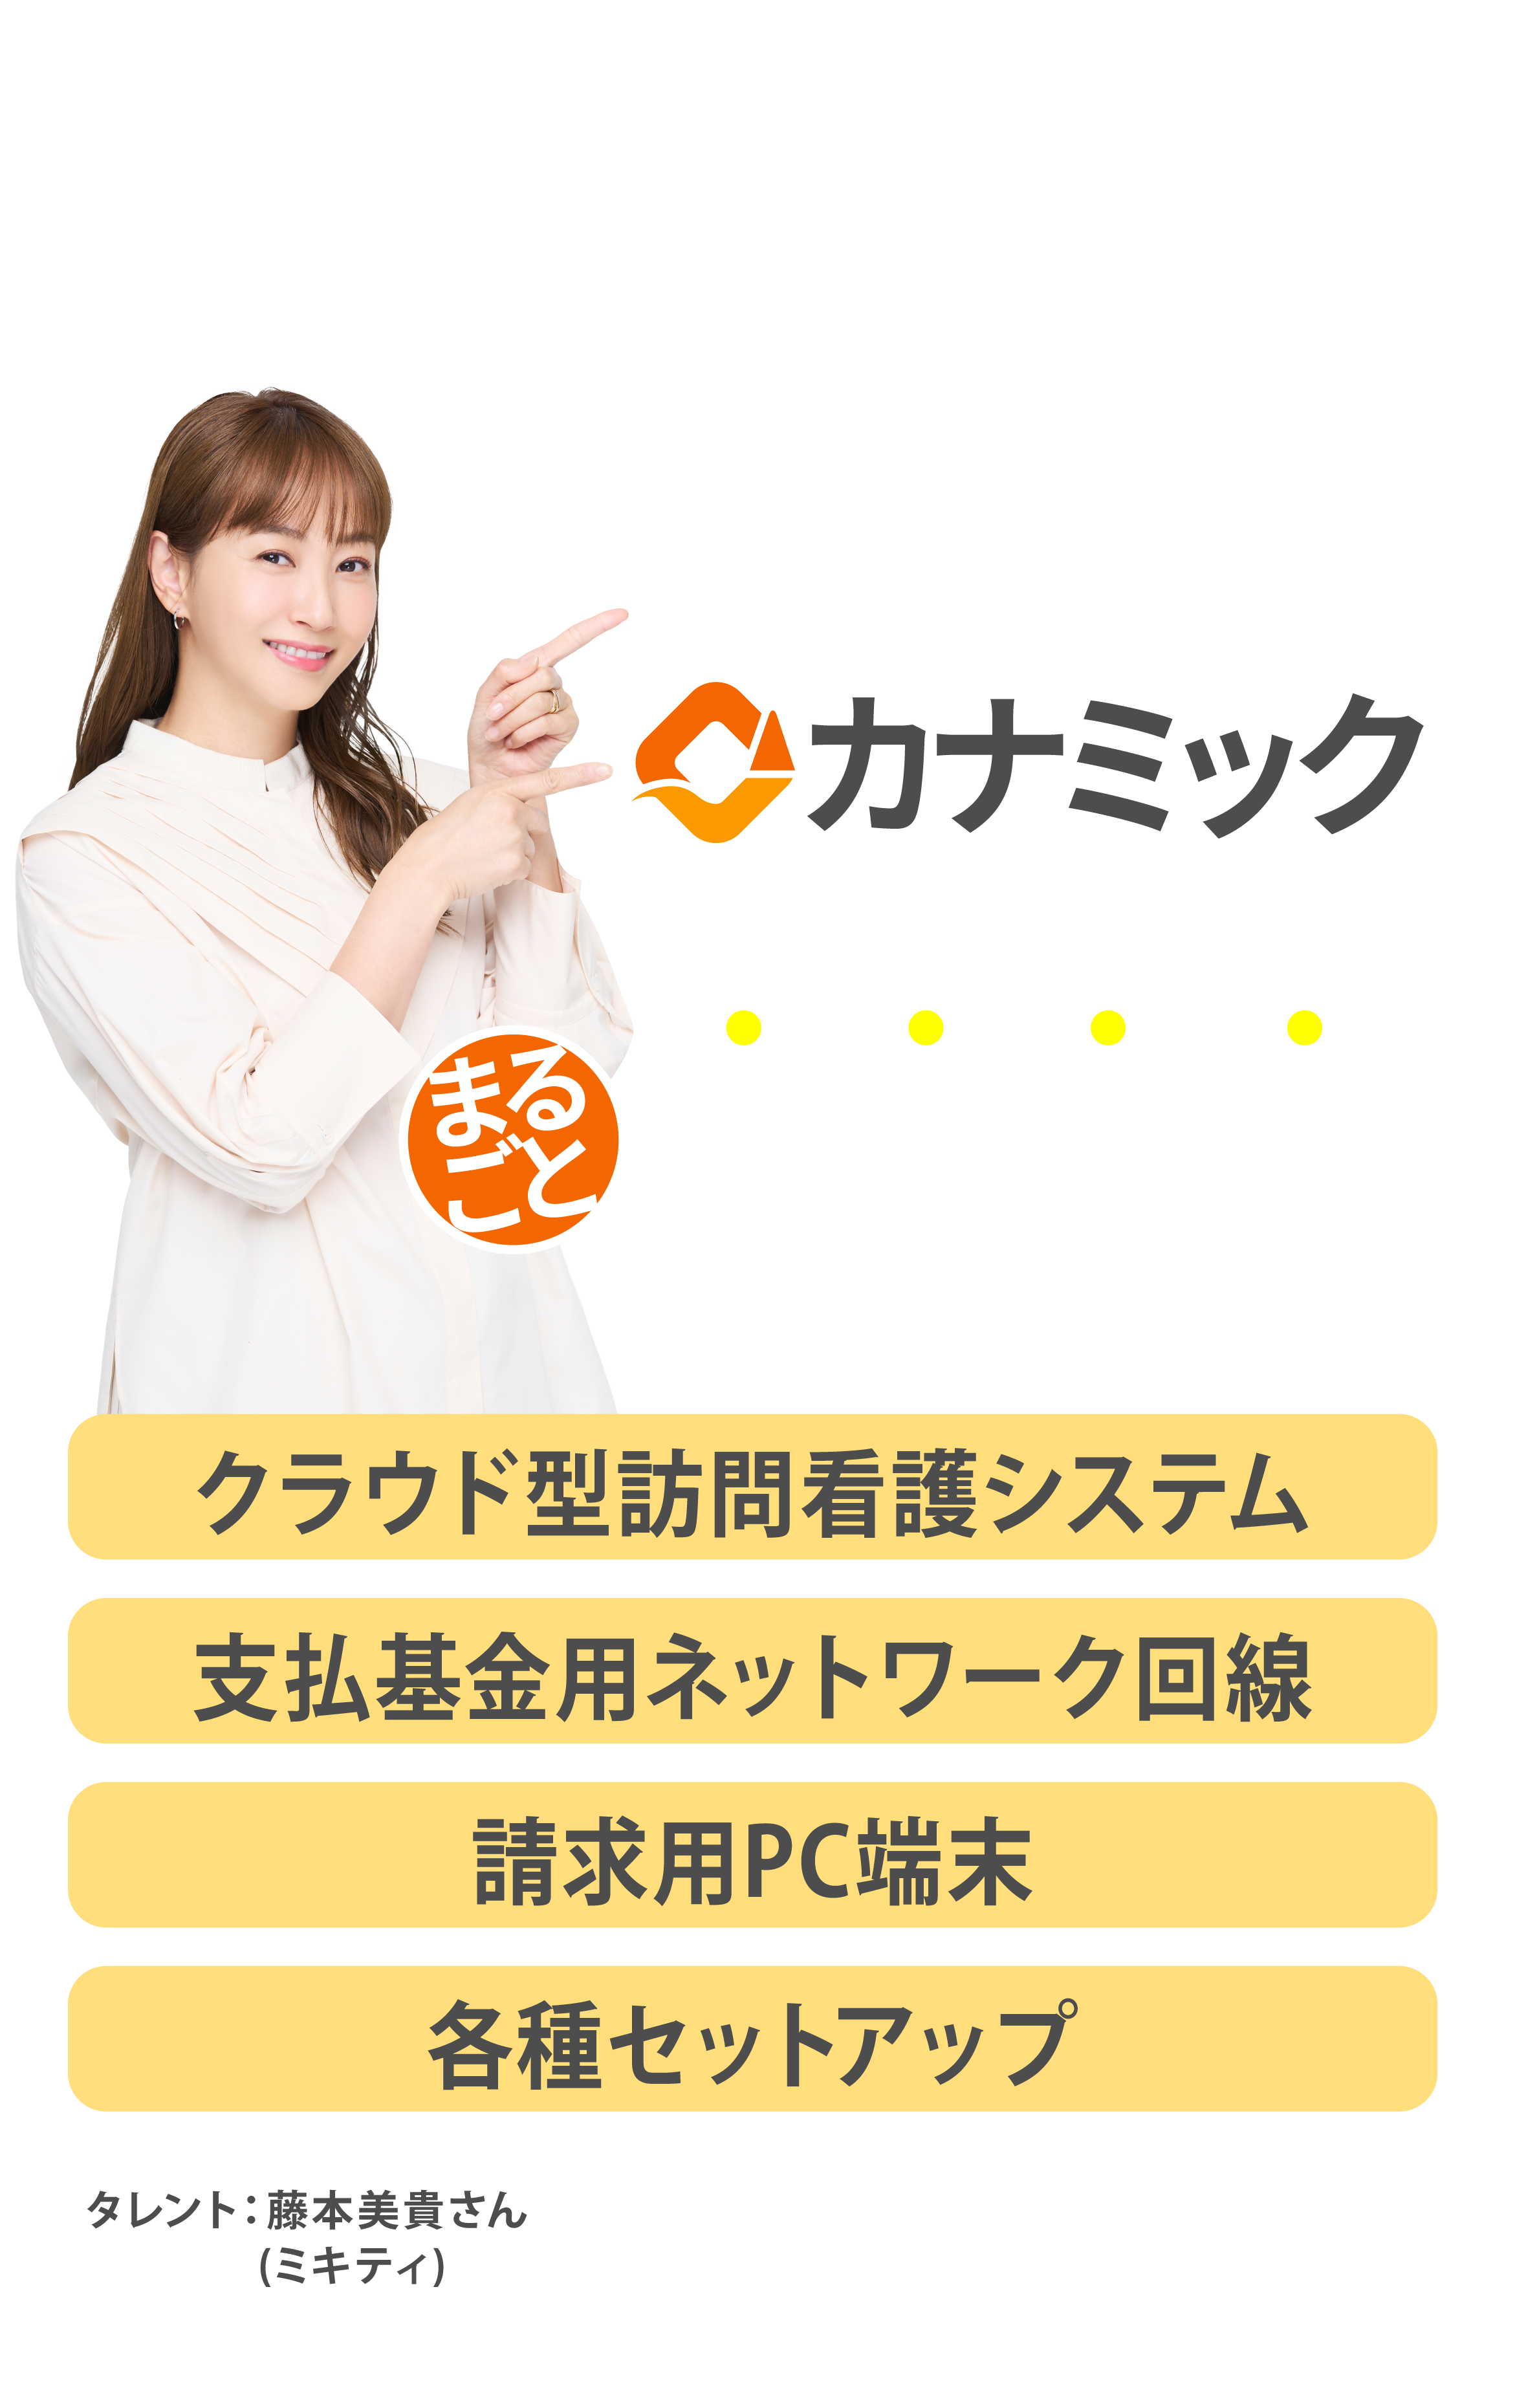 カナミック
まるごと
クラウド型訪問看護システム
支払基金用ネットワーク回線
請求用PC端末
各種セットアップ
タレント：藤本美貴さん
(ミキティ)